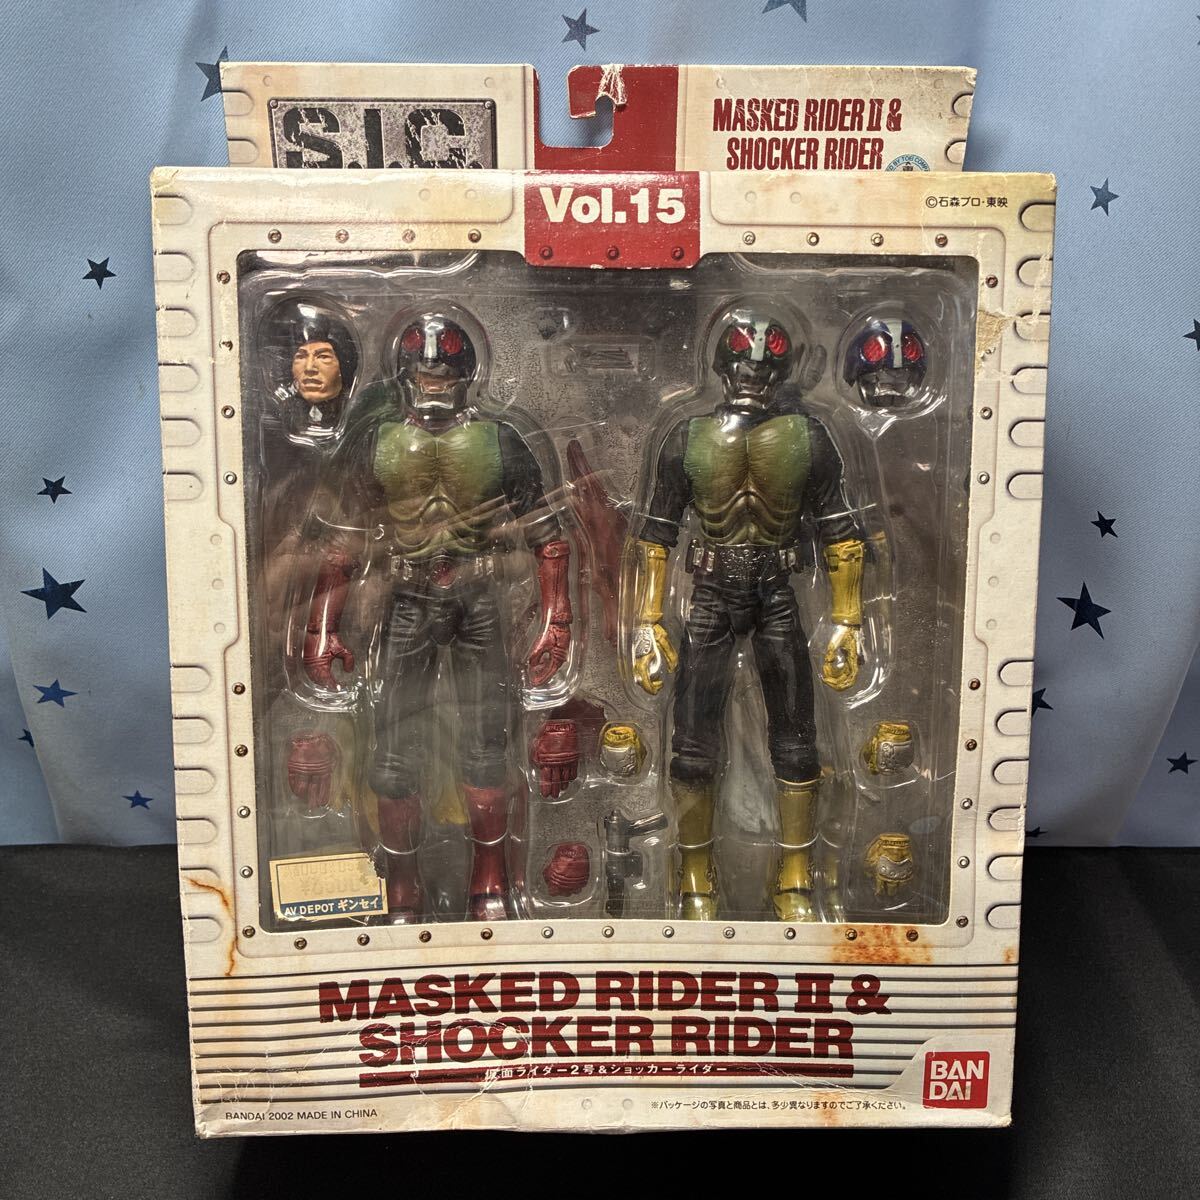 S.I.C.
MASKED RIDER II &
SHOCKER RIDER
Vol.15
©石森プロ・東映
AV DEPOT ギンセイ
MASKED RIDER II &
SHOCKER RIDER
仮面ライダー2号&ショッカーライダー
BAN
DAI
BANDAI 2002 MADE IN CHINA
※パッケージの写真と商品とは、多少異なりますのでご了承ください。